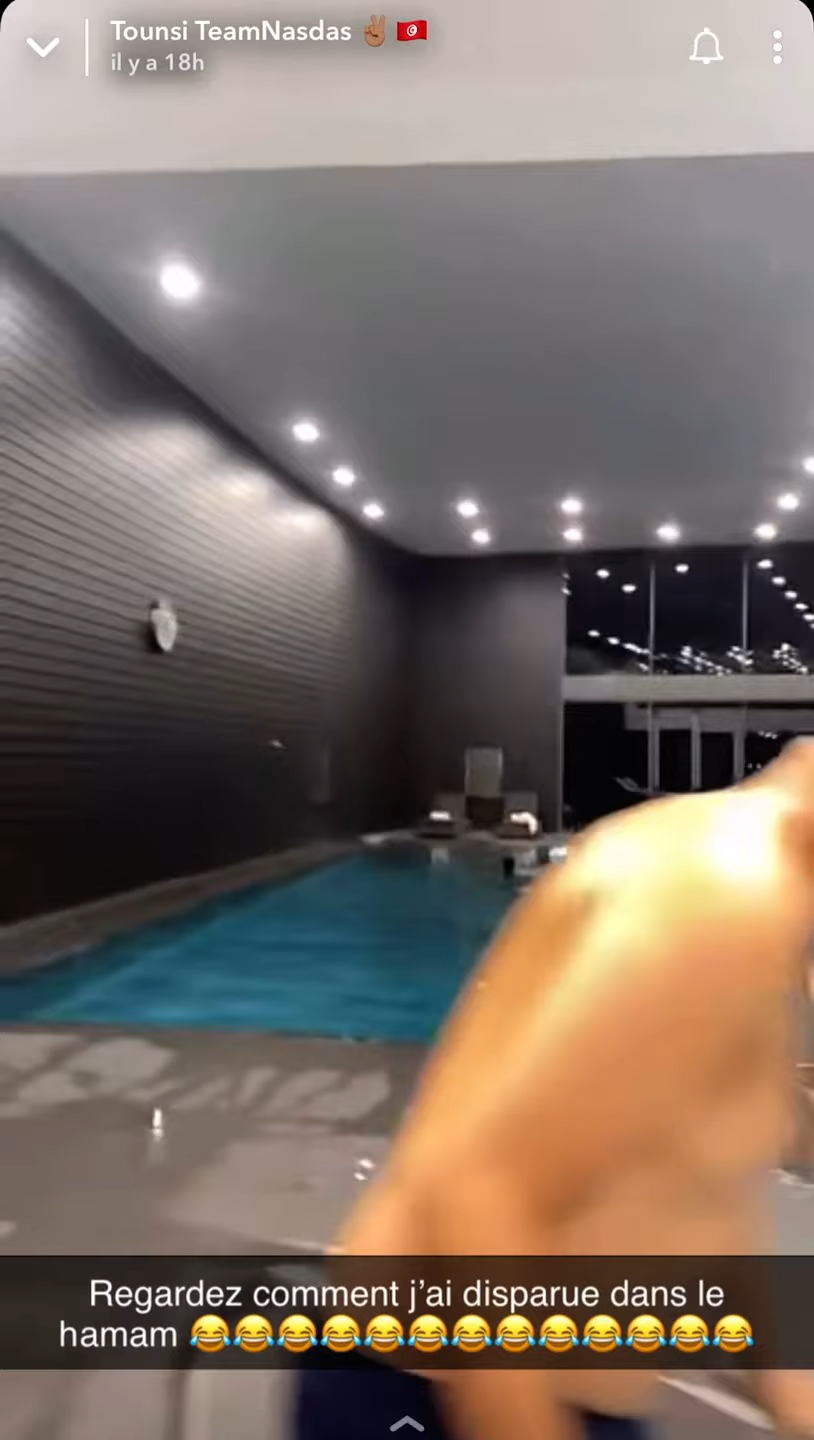 Tounsi TeamNasdas ✌🏾 🇹🇳
il y a 18h
Regardez comment j’ai disparue dans le
hamam 😂😂😂😂😂😂😂😂😂😂😂😂😂